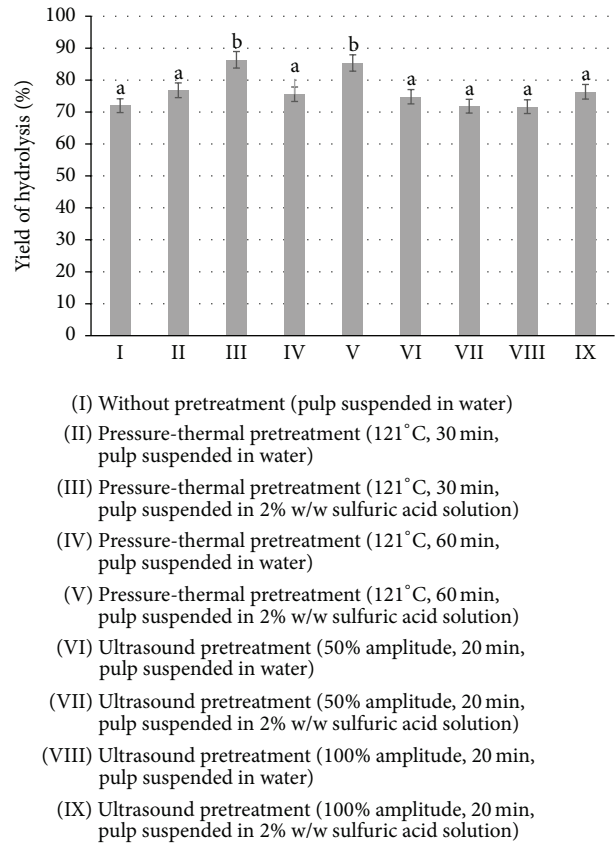 100
90
80
70
60
50
40
30
20
10
0
Yield of hydrolysis (%)
a a b a b a a a a
I II III IV V VI VII VIII IX
(I) Without pretreatment (pulp suspended in water)
(II) Pressure-thermal pretreatment (121°C, 30 min,
pulp suspended in water)
(III) Pressure-thermal pretreatment (121°C, 30 min,
pulp suspended in 2% w/w sulfuric acid solution)
(IV) Pressure-thermal pretreatment (121°C, 60 min,
pulp suspended in water)
(V) Pressure-thermal pretreatment (121°C, 60 min,
pulp suspended in 2% w/w sulfuric acid solution)
(VI) Ultrasound pretreatment (50% amplitude, 20 min,
pulp suspended in water)
(VII) Ultrasound pretreatment (50% amplitude, 20 min,
pulp suspended in 2% w/w sulfuric acid solution)
(VIII) Ultrasound pretreatment (100% amplitude, 20 min,
pulp suspended in water)
(IX) Ultrasound pretreatment (100% amplitude, 20 min,
pulp suspended in 2% w/w sulfuric acid solution)